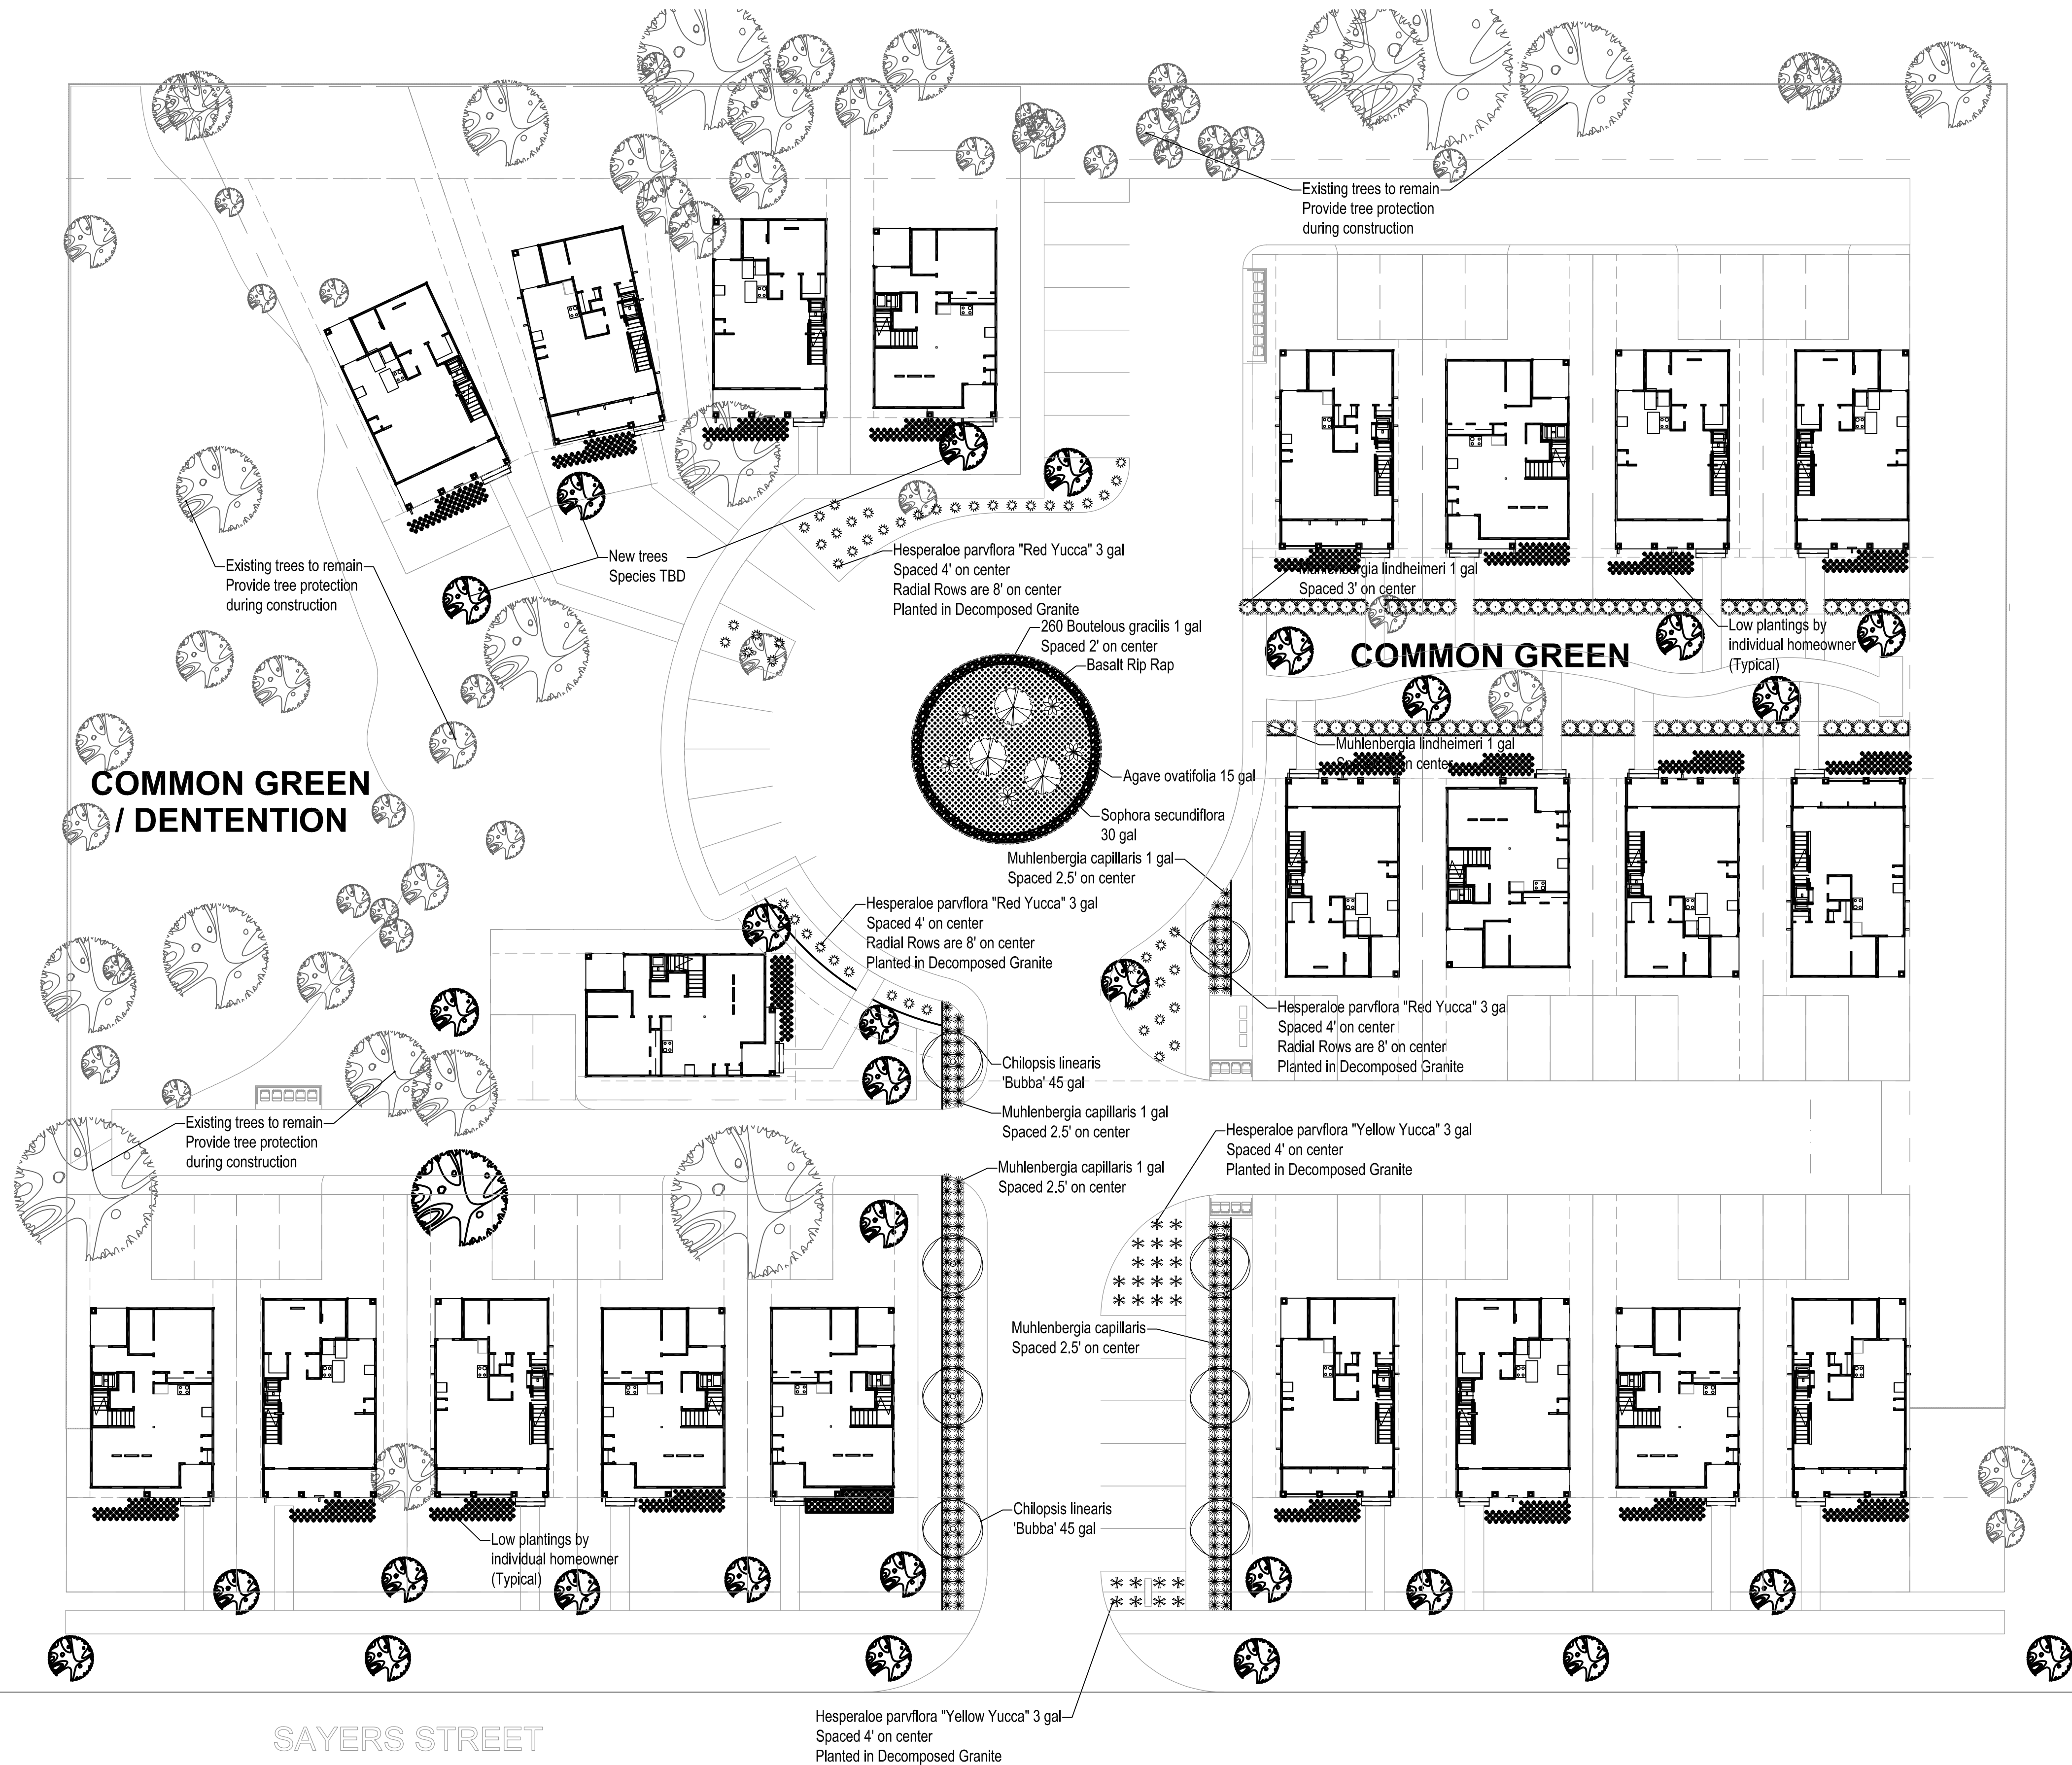 Existing trees to remain
Provide tree protection
during construction
Existing trees to remain
Provide tree protection
during construction
New trees
Species TBD
Hesperaloe parvflora "Red Yucca" 3 gal
Spaced 4' on center
Radial Rows are 8' on center
Planted in Decomposed Granite
260 Boutelous gracilis 1 gal
Spaced 2' on center
Basalt Rip Rap
Muhlenbergia lindheimeri 1 gal
Spaced 3' on center
COMMON GREEN
Low plantings by
individual homeowner
(Typical)
Muhlenbergia lindheimeri 1 gal
on center
COMMON GREEN
/ DENTENTION
Agave ovatifolia 15 gal
Sophora secundiflora
30 gal
Muhlenbergia capillaris 1 gal
Spaced 2.5' on center
Hesperaloe parvflora "Red Yucca" 3 gal
Spaced 4' on center
Radial Rows are 8' on center
Planted in Decomposed Granite
Hesperaloe parvflora "Red Yucca" 3 gal
Spaced 4' on center
Radial Rows are 8' on center
Planted in Decomposed Granite
Chilopsis linearis
'Bubba' 45 gal
Muhlenbergia capillaris 1 gal
Spaced 2.5' on center
Existing trees to remain
Provide tree protection
during construction
Hesperaloe parvflora "Yellow Yucca" 3 gal
Spaced 4' on center
Planted in Decomposed Granite
Muhlenbergia capillaris 1 gal
Spaced 2.5' on center
Muhlenbergia capillaris
Spaced 2.5' on center
Chilopsis linearis
'Bubba' 45 gal
Low plantings by
individual homeowner
(Typical)
Hesperaloe parvflora "Yellow Yucca" 3 gal
Spaced 4' on center
Planted in Decomposed Granite
SAYERS STREET